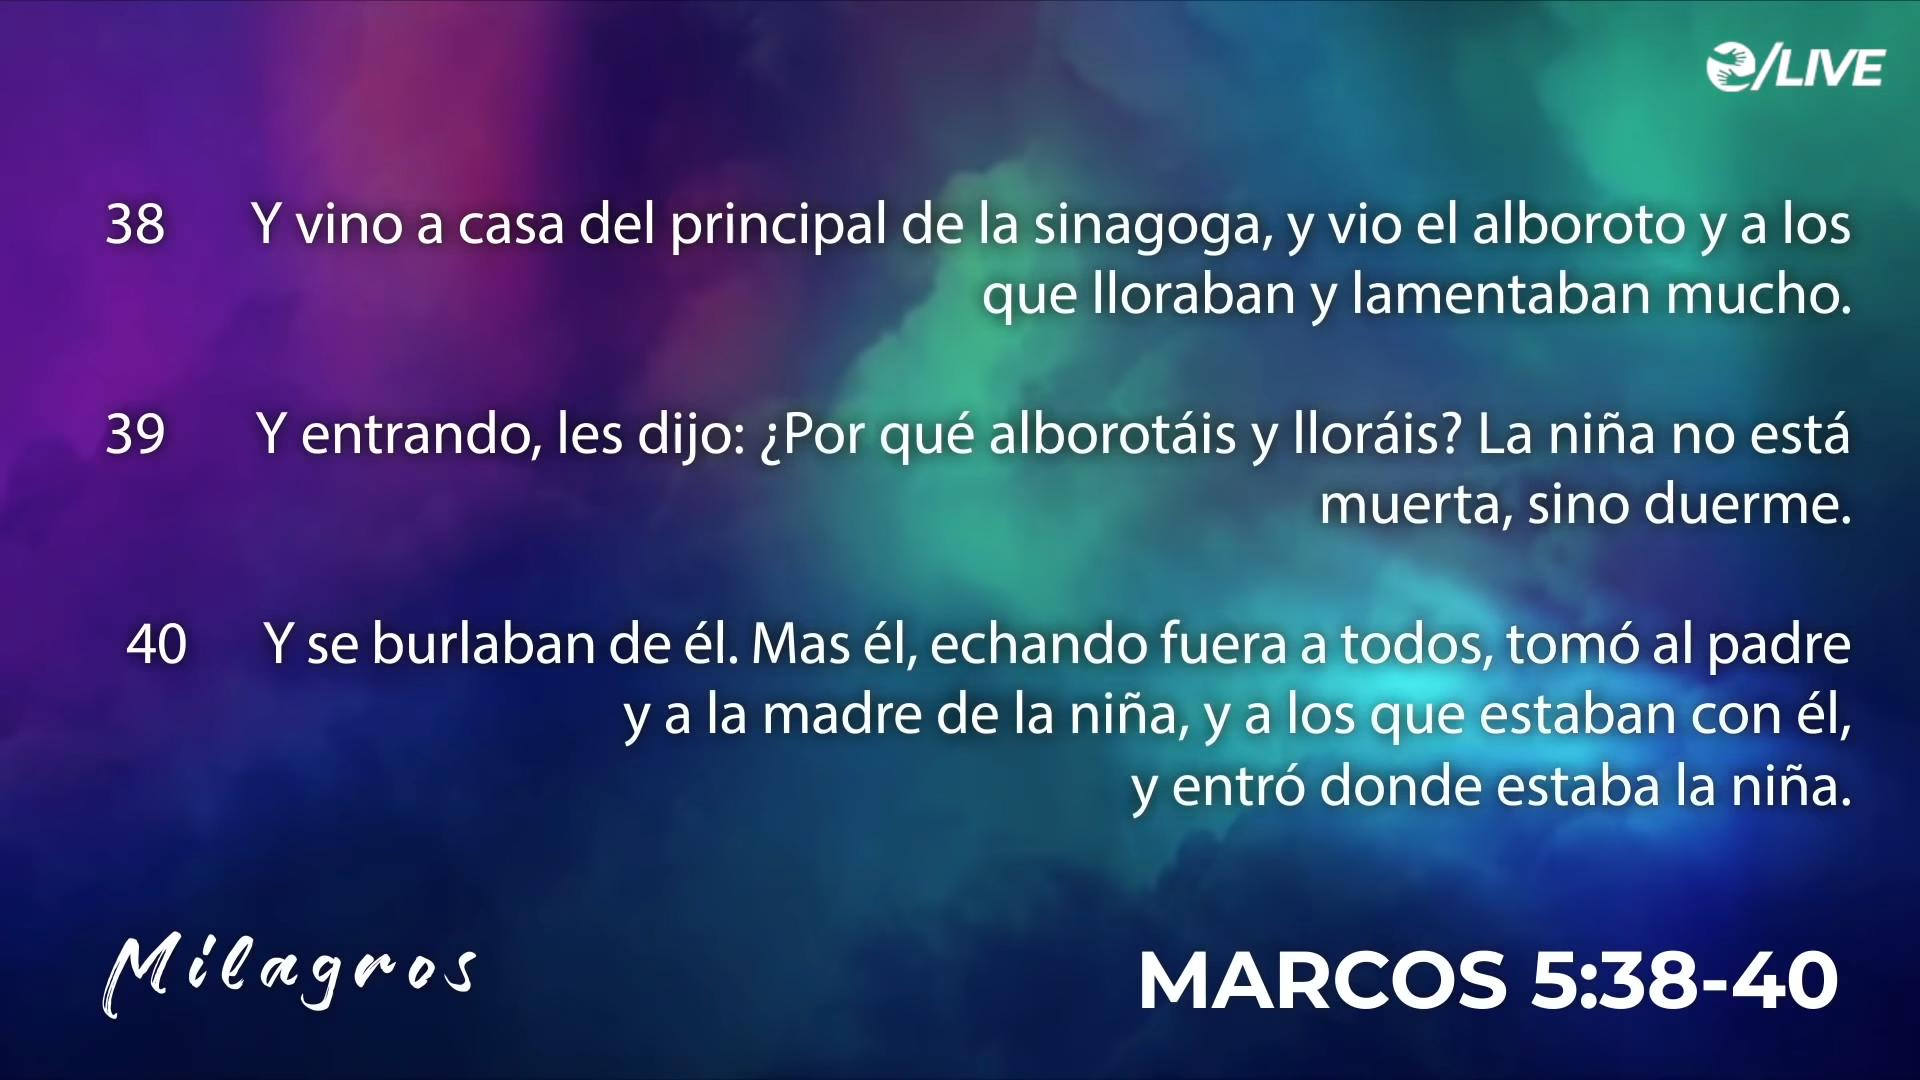 /LIVE
38 Y vino a casa del principal de la sinagoga, y vio el alboroto y a los
que lloraban y lamentaban mucho.
39 Y entrando, les dijo: ¿Por qué alborotáis y lloráis? La niña no está
muerta, sino duerme.
40 Y se burlaban de él. Mas él, echando fuera a todos, tomó al padre
y a la madre de la niña, y a los que estaban con él,
y entró donde estaba la niña.
Milagros
MARCOS 5:38-40